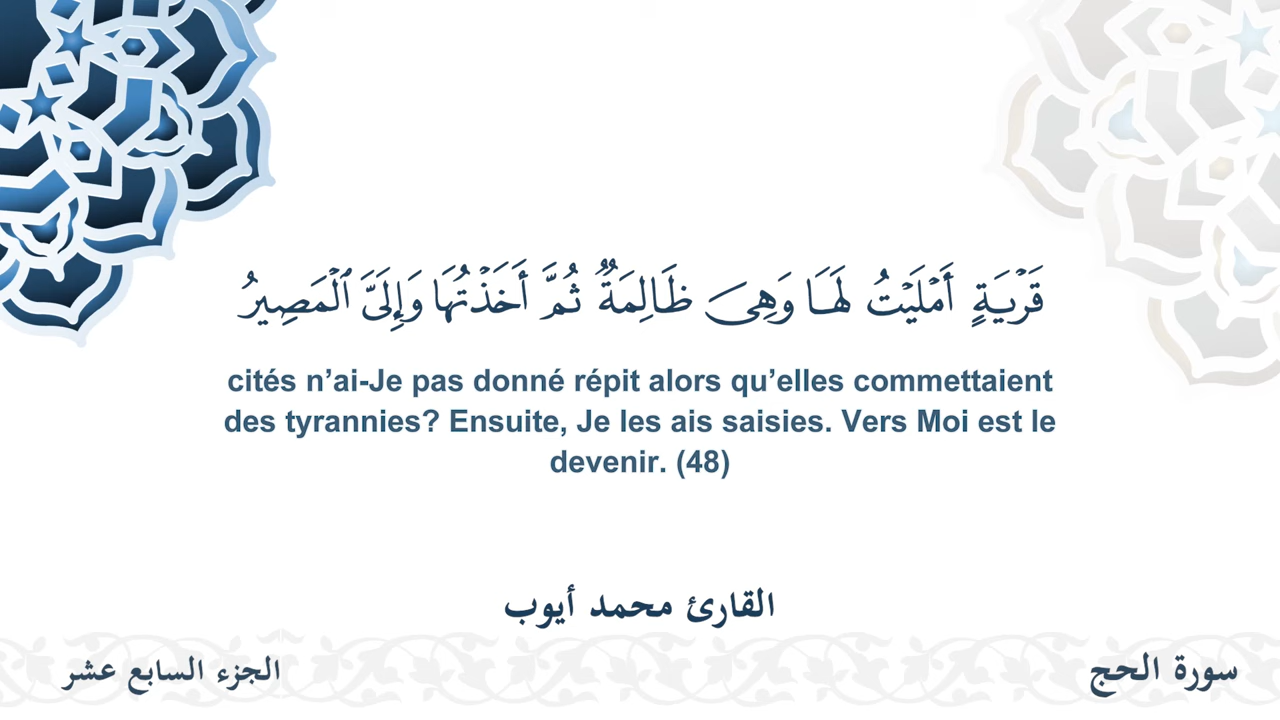 قَرۡيَةٍ أَمۡلَيۡتُ لَهَا وَهِيَ ظَالِمَةٌ ثُمَّ أَخَذۡتُهَا وَإِلَيَّ ٱلۡمَصِيرُ
cités n’ai-Je pas donné répit alors qu’elles commettaient
des tyrannies? Ensuite, Je les ais saisies. Vers Moi est le
devenir. (48)
القارئ محمد أيوب
سورة الحج
الجزء السابع عشر